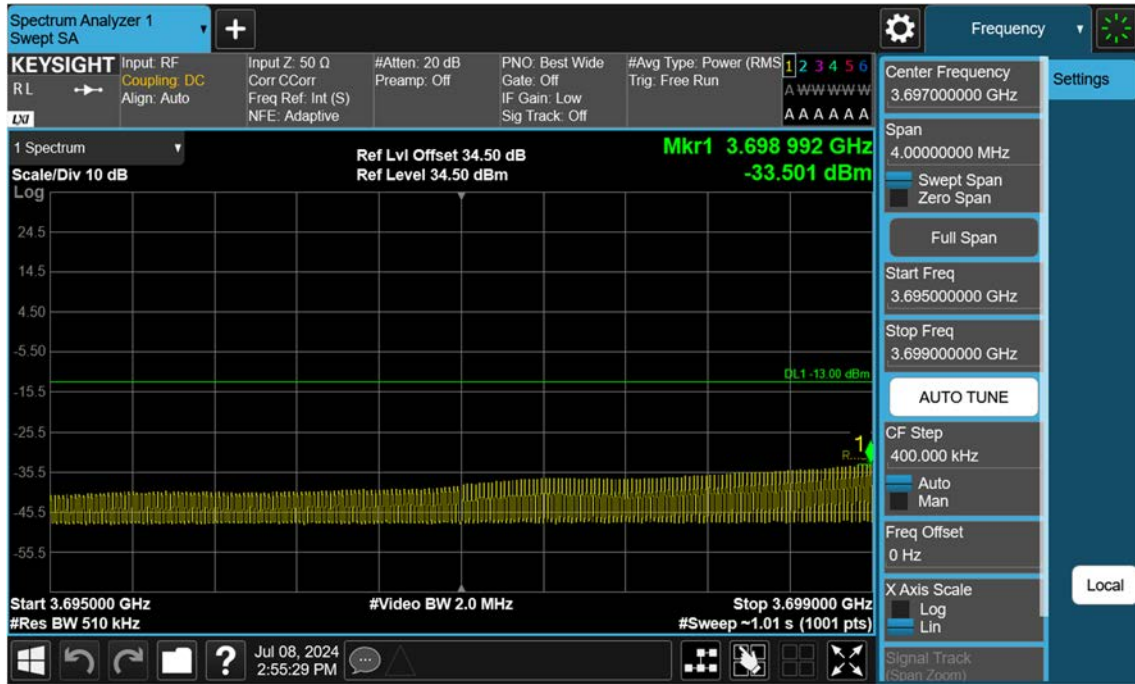 Spectrum Analyzer 1
Swept SA
Frequency
KEYSIGHT
R L
LXI
Input: RF
Coupling: DC
Align: Auto
Input Z: 50 Ω
Corr CCorr
Freq Ref: Int (S)
NFE: Adaptive
#Atten: 20 dB
Preamp: Off
PNO: Best Wide
Gate: Off
IF Gain: Low
Sig Track: Off
#Avg Type: Power (RMS
Trig: Free Run
1 2 3 4 5 6
A W W W W W
A A A A A A
1 Spectrum
Scale/Div 10 dB
Log
Ref Lvl Offset 34.50 dB
Ref Level 34.50 dBm
Mkr1 3.698 992 GHz
-33.501 dBm
24.5
14.5
4.50
-5.50
DL1 -13.00 dBm
-15.5
-25.5
1
-35.5
-45.5
-55.5
Start 3.695000 GHz
#Res BW 510 kHz
#Video BW 2.0 MHz
Stop 3.699000 GHz
#Sweep ~1.01 s (1001 pts)
Center Frequency
3.697000000 GHz
Span
4.00000000 MHz
Swept Span
Zero Span
Full Span
Start Freq
3.695000000 GHz
Stop Freq
3.699000000 GHz
AUTO TUNE
CF Step
400.000 kHz
Auto
Man
Freq Offset
0 Hz
X Axis Scale
Log
Lin
Signal Track
(Span Zoom)
Settings
Local
?
Jul 08, 2024
2:55:29 PM